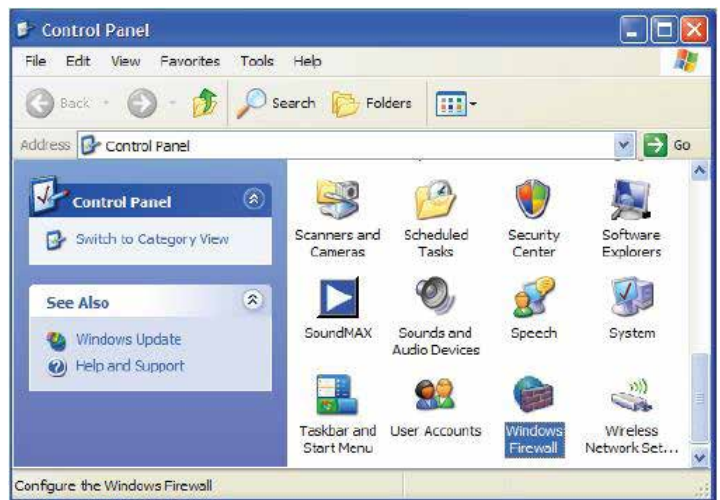 Control Panel
File Edit View Favorites Tools Help
Back Search Folders
Address Control Panel Go
Control Panel
Switch to Category View
See Also
Windows Update
Help and Support
Scanners and
Cameras
Scheduled
Tasks
Security
Center
Software
Explorers
SoundMAX
Sounds and
Audio Devices
Speech
System
Taskbar and
Start Menu
User Accounts
Windows
Firewall
Wireless
Network Set...
Configure the Windows Firewall